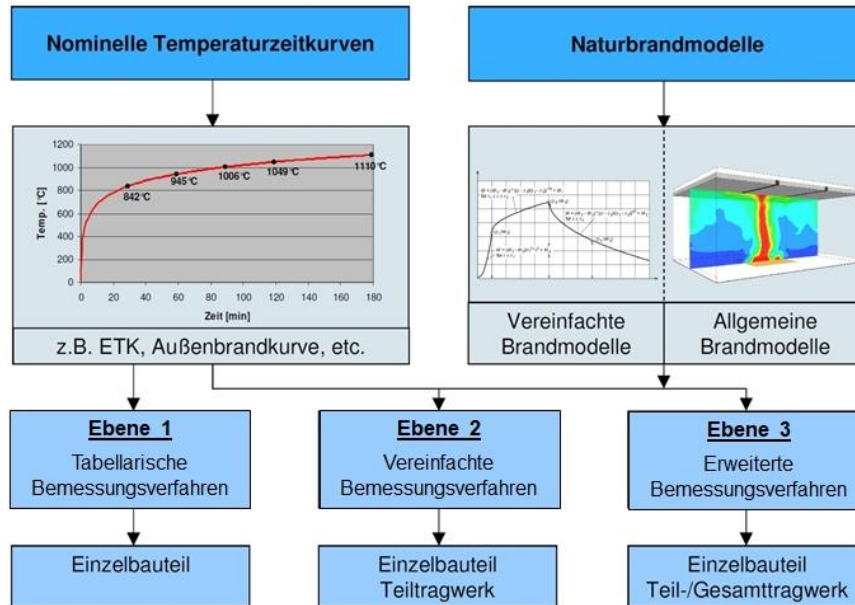 Nominelle Temperaturzeitkurven
Naturbrandmodelle
Temp. [°C]
1200
1000
800
600
400
200
0
842°C
945°C
1006°C
1049°C
1110°C
0 20 40 60 80 100 120 140 160 180
Zeit [min]
z.B. ETK, Außenbrandkurve, etc.
Vereinfachte
Brandmodelle
Allgemeine
Brandmodelle
Ebene 1
Tabellarische
Bemessungsverfahren
Ebene 2
Vereinfachte
Bemessungsverfahren
Ebene 3
Erweiterte
Bemessungsverfahren
Einzelbauteil
Einzelbauteil
Teiltragwerk
Einzelbauteil
Teil-/Gesamttragwerk